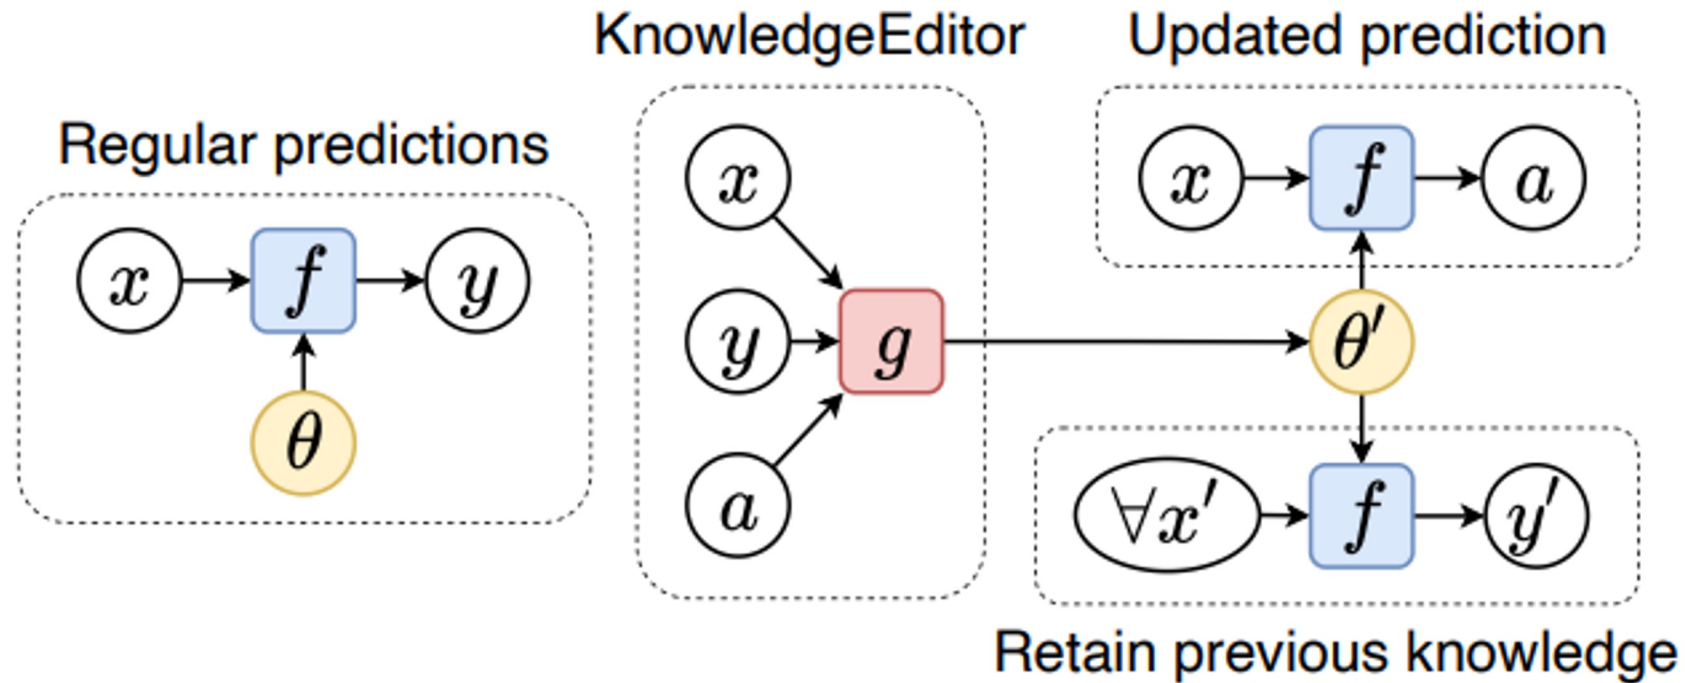 Regular predictions
x f y
θ
KnowledgeEditor
x
y g
a
Updated prediction
x f a
θ′
∀x′ f y′
Retain previous knowledge